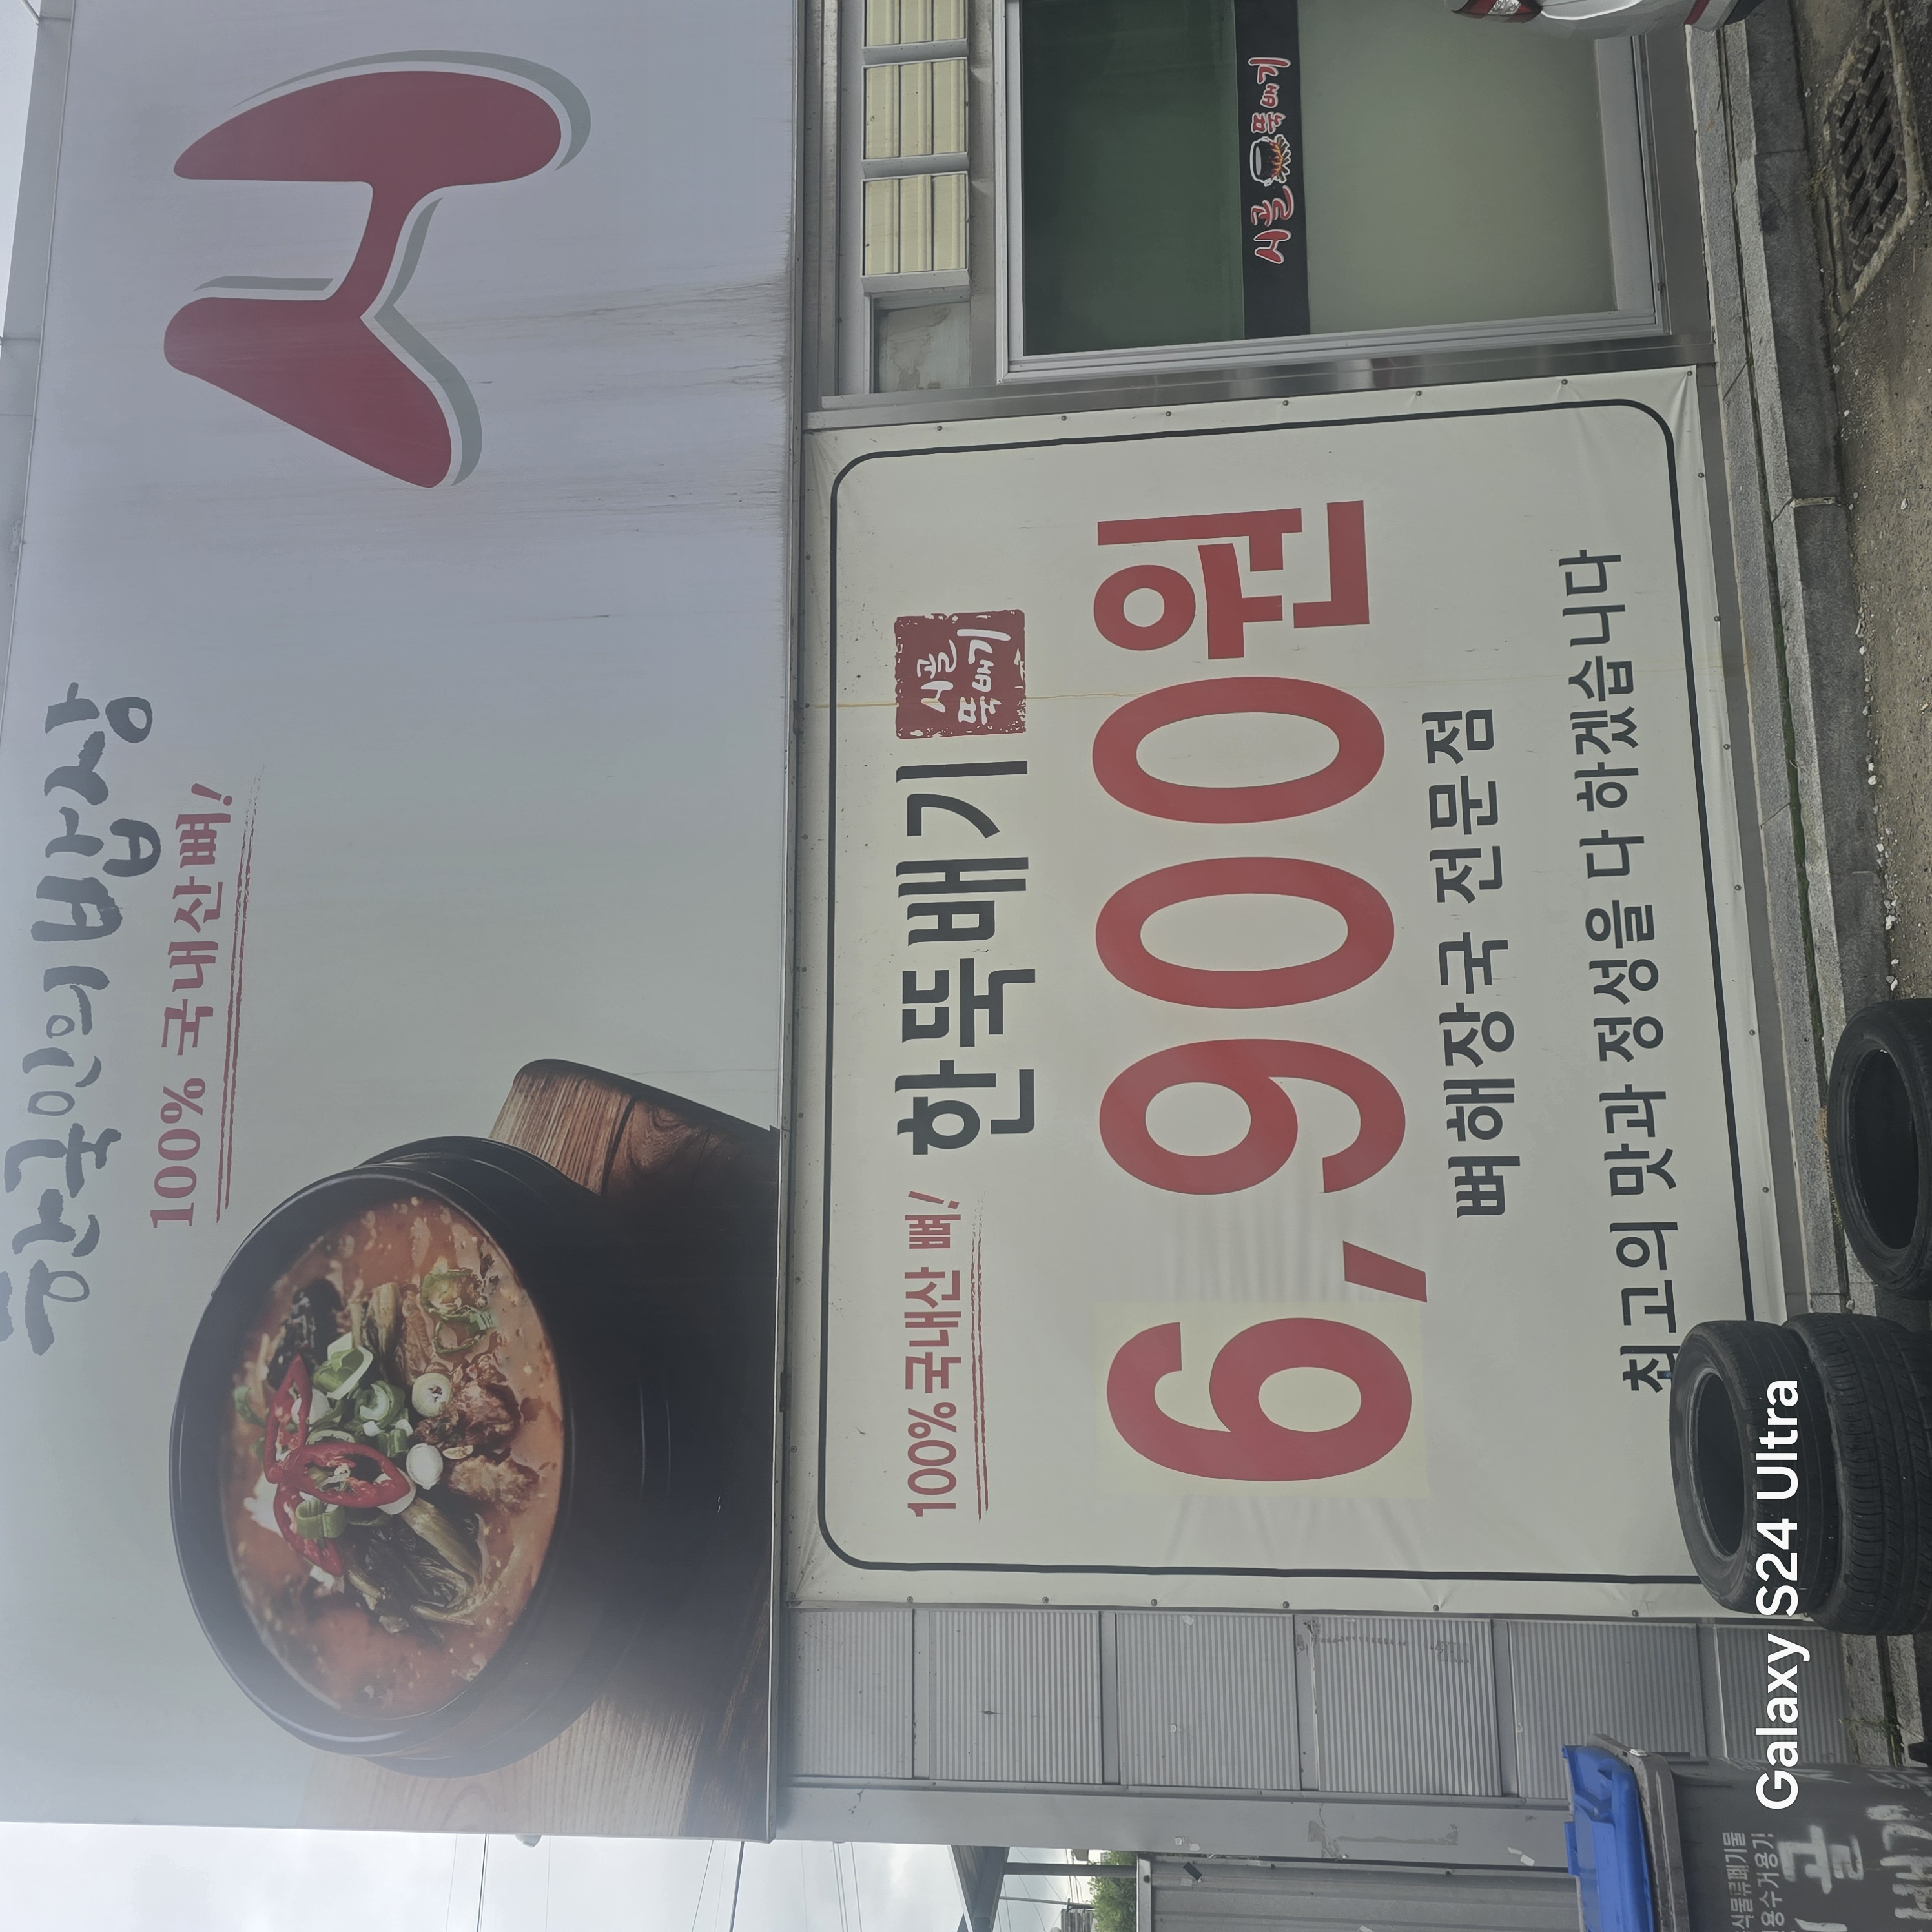 한국인의 밥상
100% 국내산 뼈!
시
100% 국내산 뼈! 한뚝배기 시골 뚝배기
6,900원
뼈해장국 전문점
최고의 맛과 정성을 다 하겠습니다
시골 뚝배기
Galaxy S24 Ultra